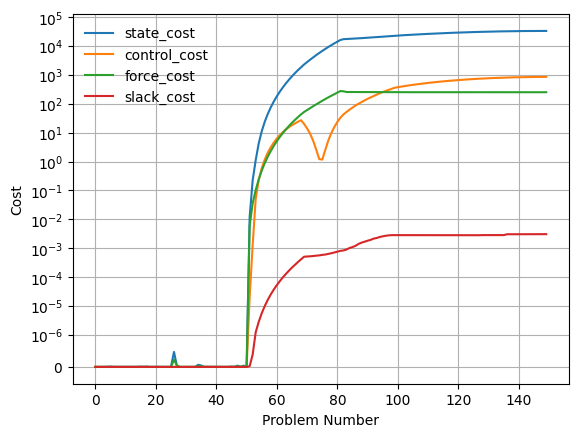 state_cost
control_cost
force_cost
slack_cost
Cost
10^5
10^4
10^3
10^2
10^1
10^0
10^−1
10^−2
10^−3
10^−4
10^−5
10^−6
0
0 20 40 60 80 100 120 140
Problem Number